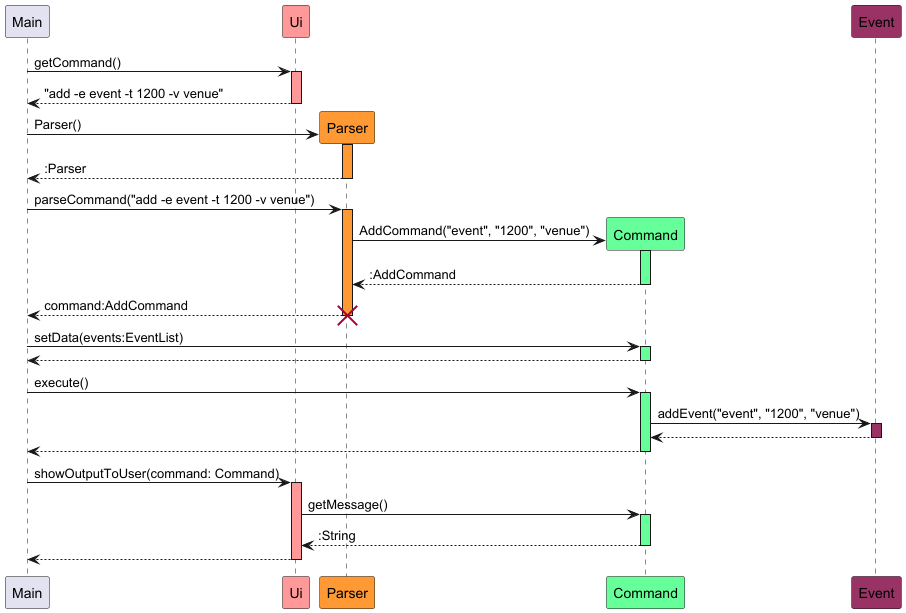 Main
Ui
Event
getCommand()
"add -e event -t 1200 -v venue"
Parser()
Parser
:Parser
parseCommand("add -e event -t 1200 -v venue")
AddCommand("event", "1200", "venue")
Command
:AddCommand
command:AddCommand
setData(events:EventList)
execute()
addEvent("event", "1200", "venue")
showOutputToUser(command: Command)
getMessage()
:String
Main
Ui
Parser
Command
Event